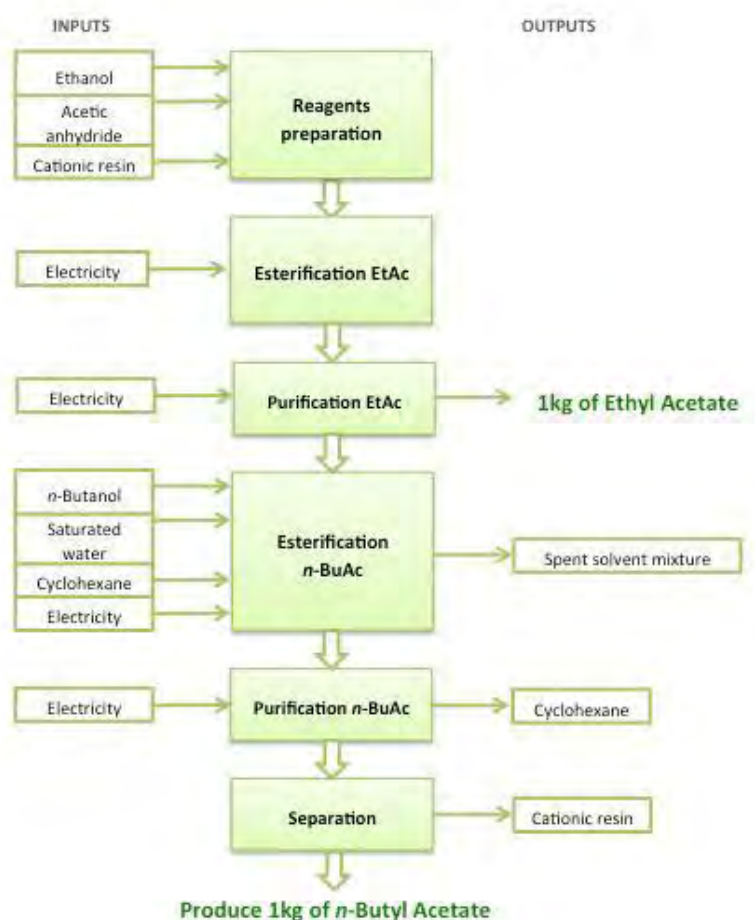 INPUTS
OUTPUTS
Ethanol
Acetic
anhydride
Cationic resin
Reagents
preparation
Electricity
Esterification EtAc
Electricity
Purification EtAc
1kg of Ethyl Acetate
n-Butanol
Saturated
water
Cyclohexane
Electricity
Esterification
n-BuAc
Spent solvent mixture
Electricity
Purification n-BuAc
Cyclohexane
Separation
Cationic resin
Produce 1kg of n-Butyl Acetate